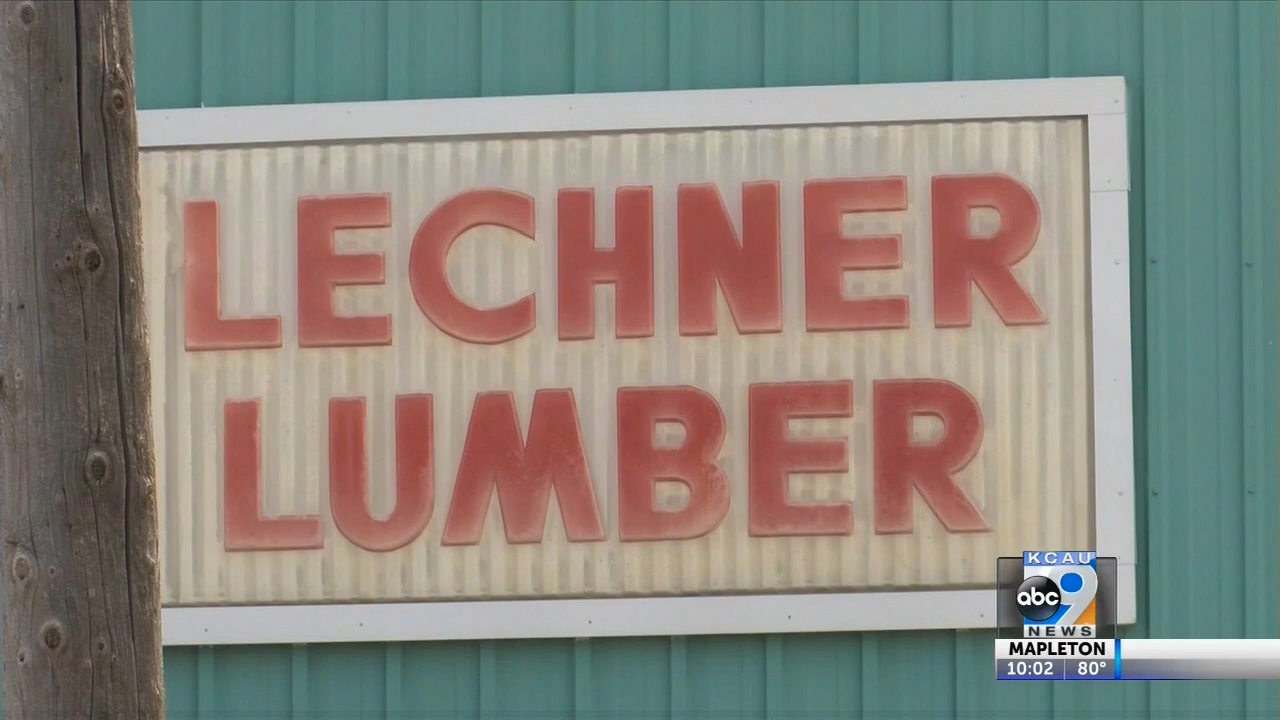 LECHNER
LUMBER
KCAU
abc 9
NEWS
MAPLETON
10:02 80°